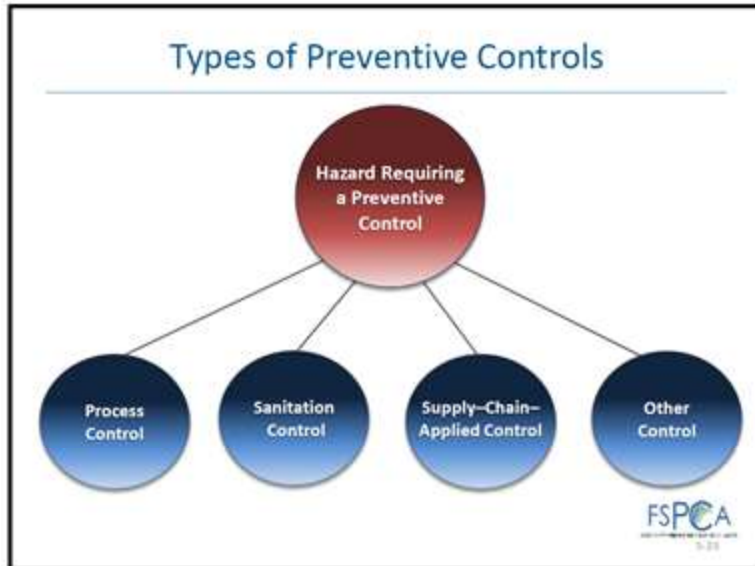 Types of Preventive Controls
Hazard Requiring
a Preventive
Control
Process
Control
Sanitation
Control
Supply–Chain–
Applied Control
Other
Control
FSPCA